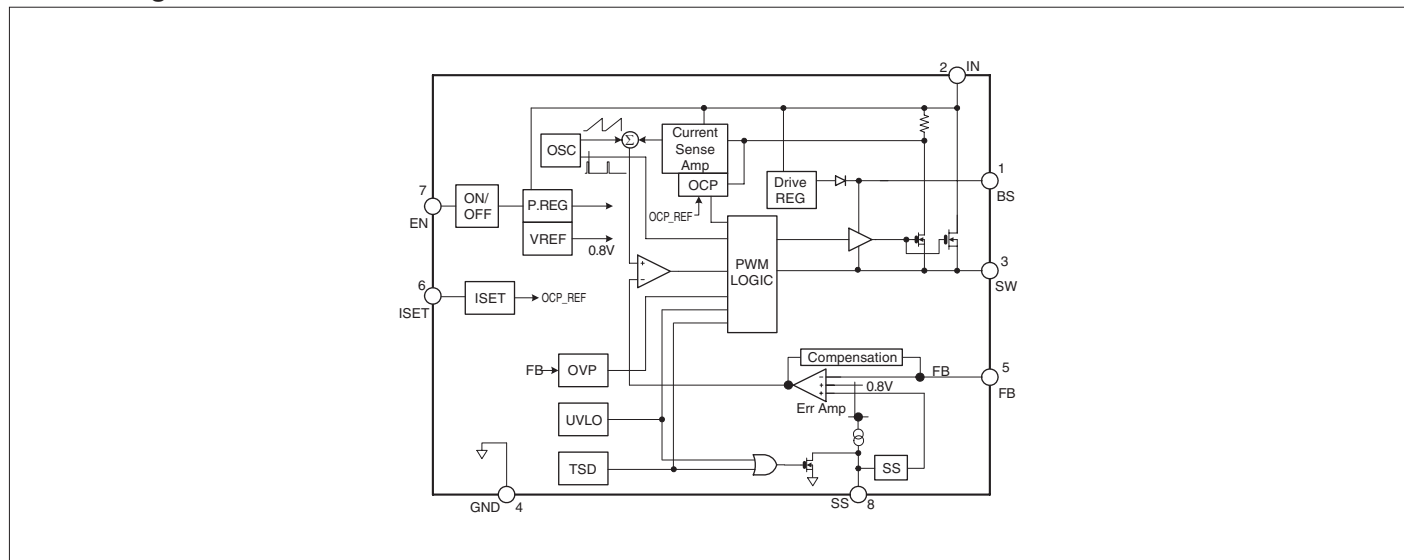 2 IN
Current
Sense
Amp
OSC
Σ
OCP
Drive
REG
1
BS
7
EN
ON/
OFF
P.REG
OCP_REF
VREF
0.8V
PWM
LOGIC
+
−
3
SW
6
ISET
ISET
OCP_REF
Compensation
FB
OVP
FB
5
FB
−
+
+
0.8V
Err Amp
UVLO
TSD
SS
GND 4
SS 8